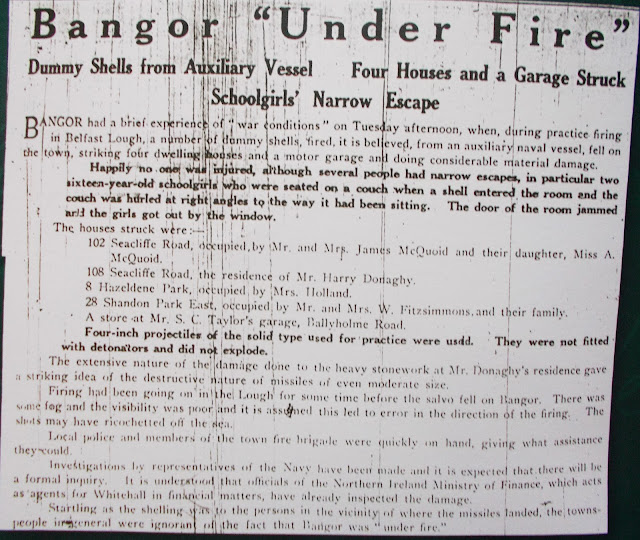 Bangor "Under Fire"
Dummy Shells from Auxiliary Vessel Four Houses and a Garage Struck
Schoolgirls' Narrow Escape
BANGOR had a brief experience of "war conditions" on Tuesday afternoon, when, during practice firing
in Belfast Lough, a number of dummy shells, fired, it is believed, from an auxiliary naval vessel, fell on
the town, striking four dwelling houses and a motor garage and doing considerable material damage.
Happily no one was injured, although several people had narrow escapes, in particular two
sixteen-year-old schoolgirls who were seated on a couch when a shell entered the room and the
couch was hurled at right angles to the way it had been sitting. The door of the room jammed
and the girls got out by the window.
The houses struck were:—
102 Seacliffe Road, occupied by Mr. and Mrs. James McQuoid and their daughter, Miss A.
McQuoid.
108 Seacliffe Road, the residence of Mr. Harry Donaghy.
8 Hazeldene Park, occupied by Mrs. Holland.
28 Shandon Park East, occupied by Mr. and Mrs. W. Fitzsimmons, and their family.
A store at Mr. S. C. Taylor's garage, Ballyholme Road.
Four-inch projectiles of the solid type used for practice were usdd. They were not fitted
with detonators and did not explode.
The extensive nature of the damage done to the heavy stonework at Mr. Donaghy's residence gave
a striking idea of the destructive nature of missiles of even moderate size.
Firing had been going on in the Lough for some time before the salvo fell on Bangor. There was
some fog and the visibility was poor and it is assumed this led to error in the direction of the firing. The
shots may have ricochetted off the sea.
Local police and members of the town fire brigade were quickly on hand, giving what assistance
they could.
Investigations by representatives of the Navy have been made and it is expected that there will be
a formal inquiry. It is understood that officials of the Northern Ireland Ministry of Finance, which acts
as agents for Whitehall in financial matters, have already inspected the damage.
Startling as the shelling was to the persons in the vicinity of where the missiles landed, the towns-
people in general were ignorant of the fact that Bangor was "under fire."